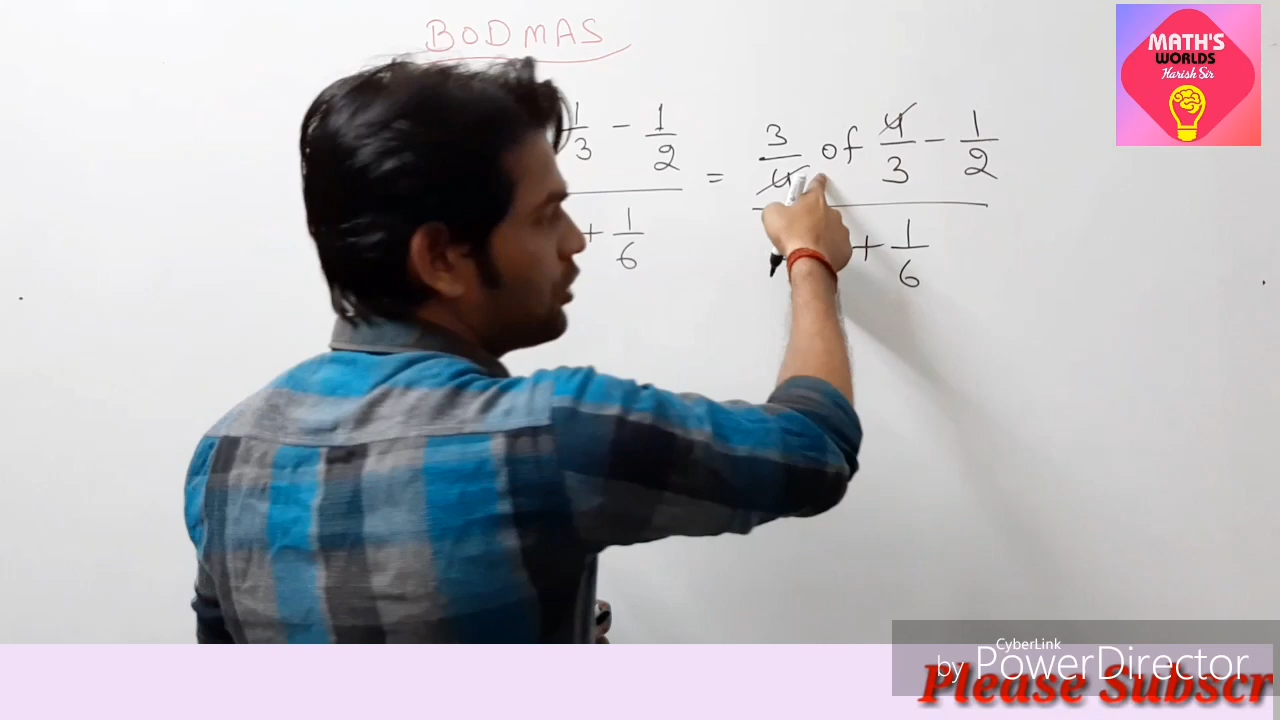 BODMAS
MATH'S
WORLDS
Harish Sir
1/3 - 1/2 = 3/4 of 4/3 - 1/2
+ 1/6 + 1/6
CyberLink
by PowerDirector
Please Subscr